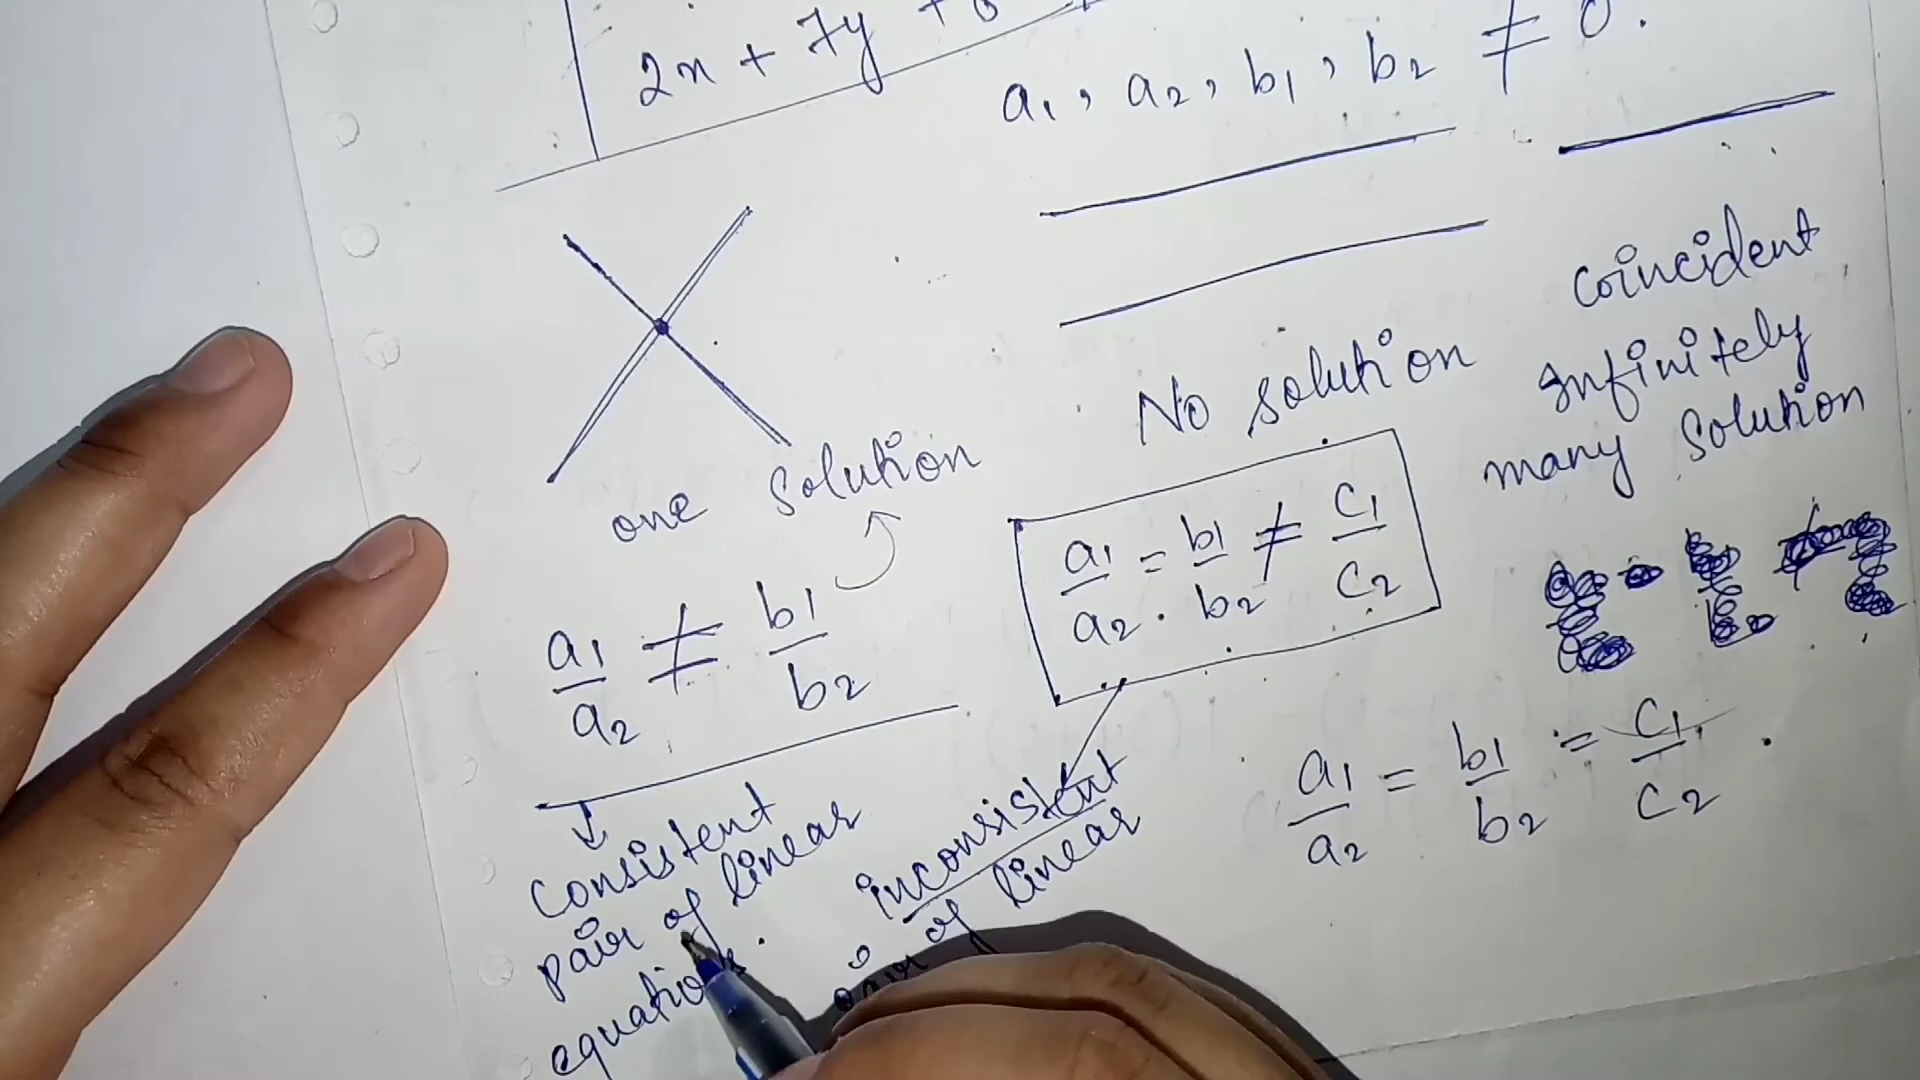 2x + 7y +
a1, a2, b1, b2 ≠ 0.
one solution
a1/a2 ≠ b1/b2
consistent
pair of linear
equation
No solution
a1/a2 = b1/b2 ≠ c1/c2
inconsistent
pair of linear
coincident
infinitely
many solution
a1/a2 = b1/b2 = c1/c2